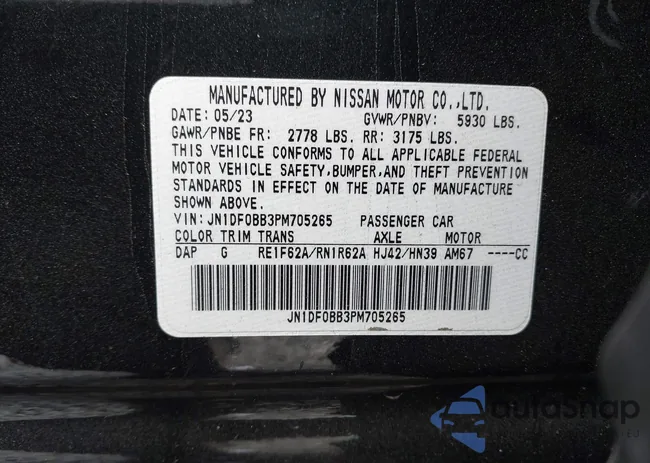 MANUFACTURED BY NISSAN MOTOR CO.,LTD.
DATE: 05/23 GVWR/PNBV: 5930 LBS.
GAWR/PNBE FR: 2778 LBS. RR: 3175 LBS.
THIS VEHICLE CONFORMS TO ALL APPLICABLE FEDERAL
MOTOR VEHICLE SAFETY,BUMPER,AND THEFT PREVENTION
STANDARDS IN EFFECT ON THE DATE OF MANUFACTURE
SHOWN ABOVE.
VIN:JN1DF0BB3PM705265 PASSENGER CAR
COLOR TRIM TRANS AXLE MOTOR
DAP G RE1F62A/RN1R62A HJ42/HN39 AM67 ----CC
JN1DF0BB3PM705265
autoSnap
EU